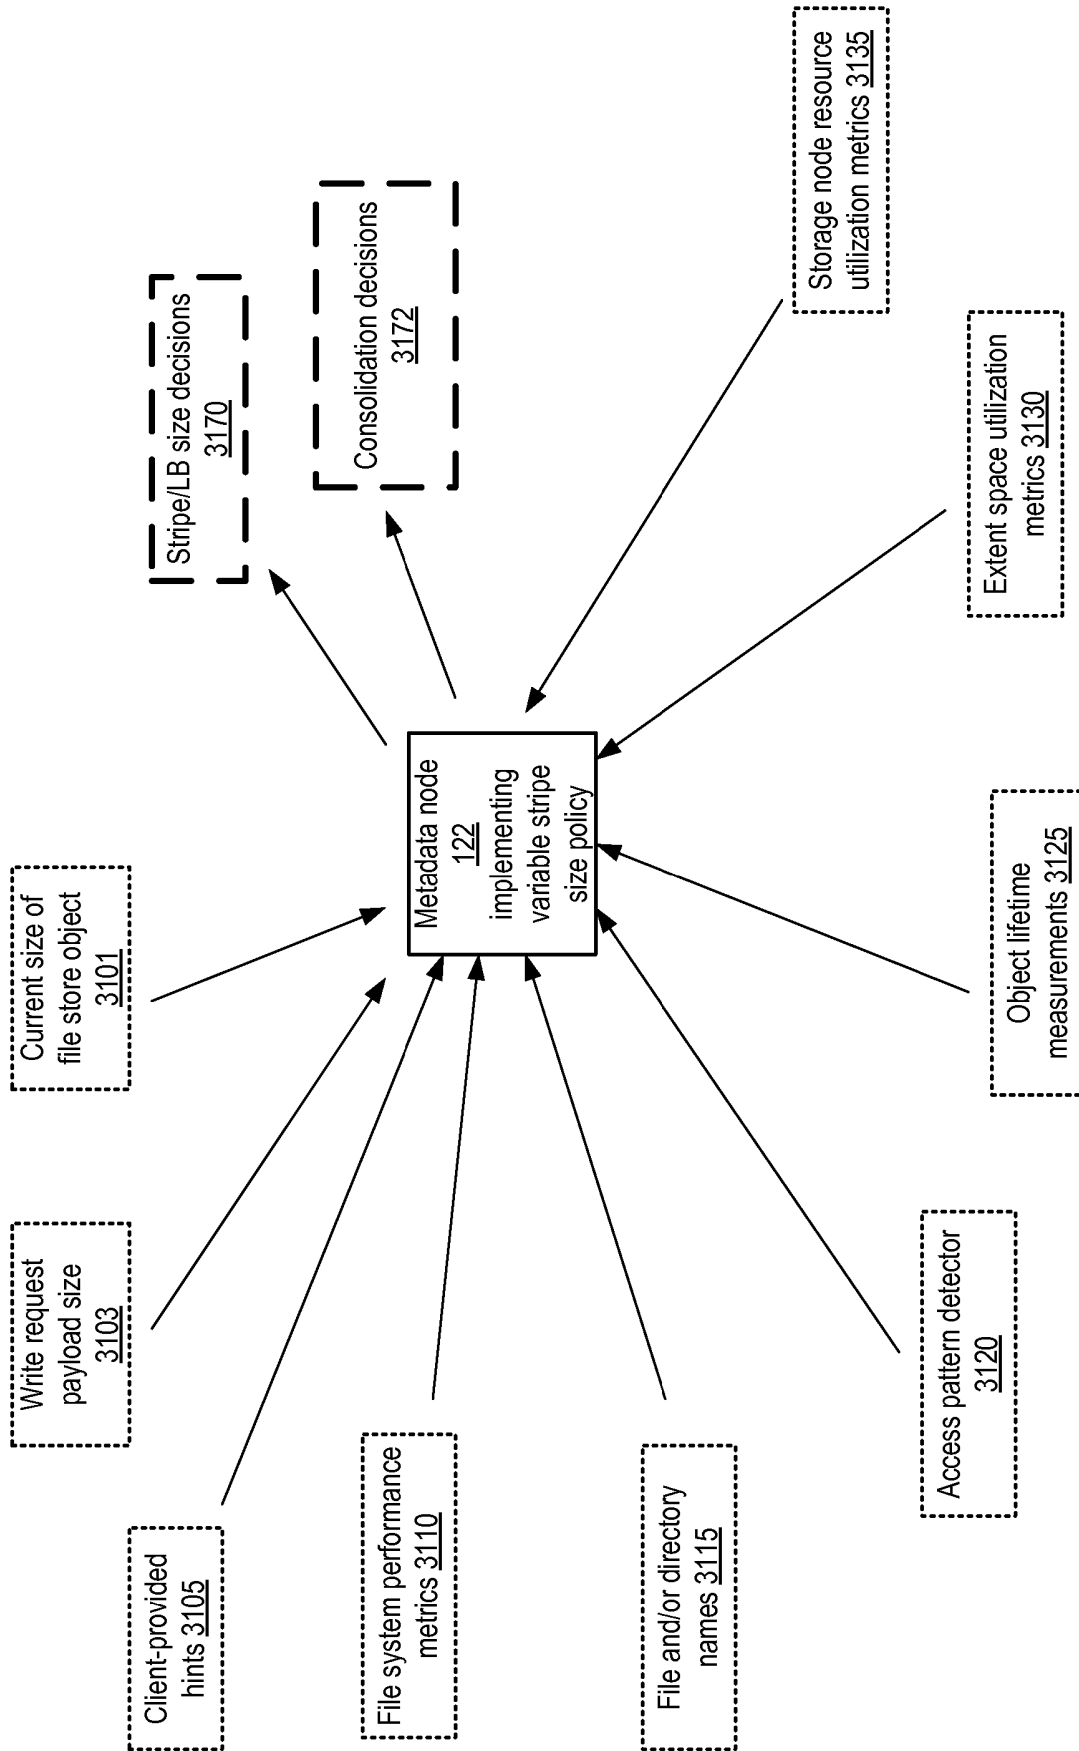 Current size of
file store object
3101
Write request
payload size
3103
Client-provided
hints 3105
File system performance
metrics 3110
File and/or directory
names 3115
Access pattern detector
3120
Object lifetime
measurements 3125
Extent space utilization
metrics 3130
Storage node resource
utilization metrics 3135
Metadata node
122
implementing
variable stripe
size policy
Stripe/LB size decisions
3170
Consolidation decisions
3172